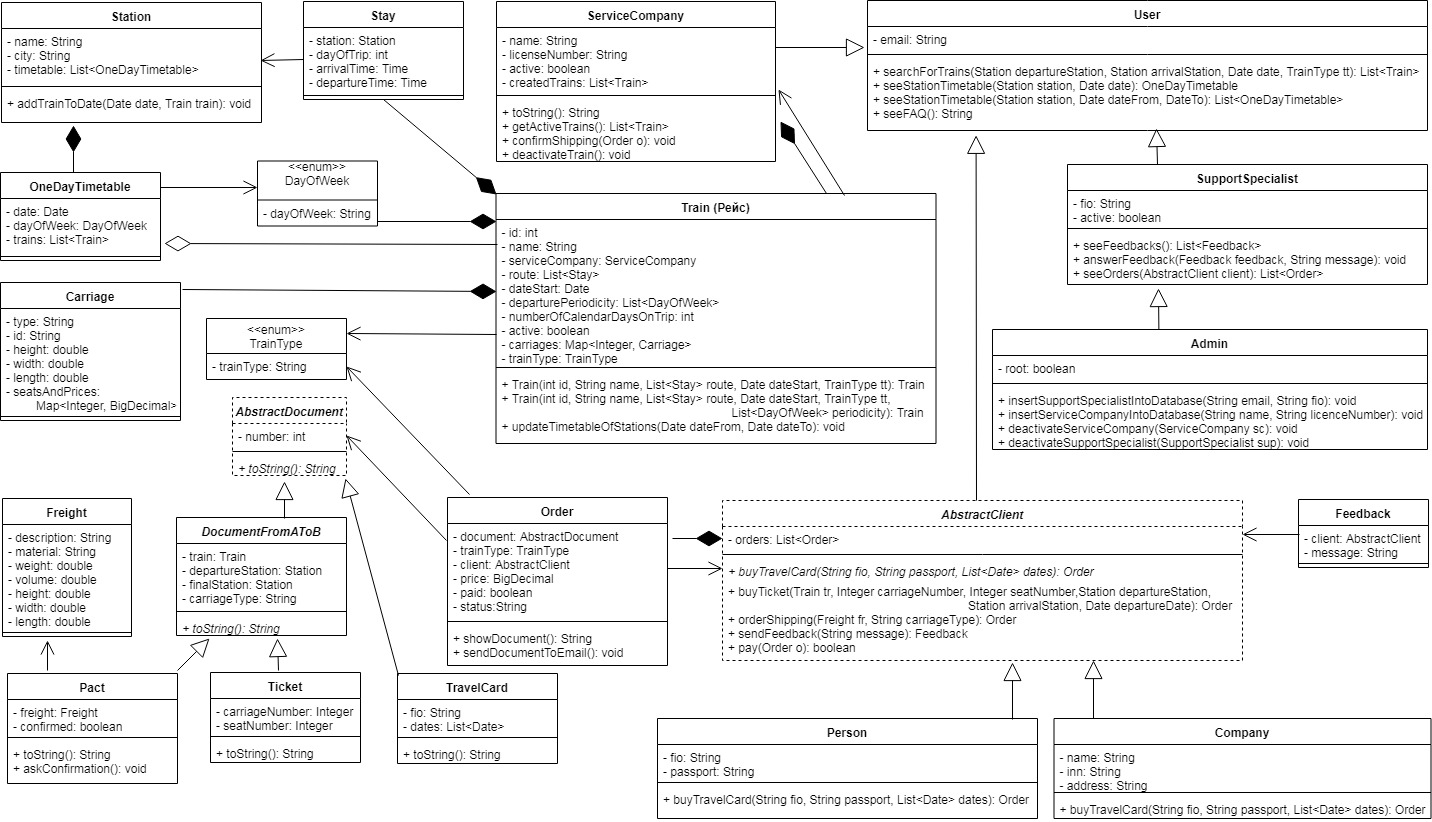 Station
- name: String
- city: String
- timetable: List<OneDayTimetable>
+ addTrainToDate(Date date, Train train): void
Stay
- station: Station
- dayOfTrip: int
- arrivalTime: Time
- departureTime: Time
ServiceCompany
- name: String
- licenseNumber: String
- active: boolean
- createdTrains: List<Train>
+ toString(): String
+ getActiveTrains(): List<Train>
+ confirmShipping(Order o): void
+ deactivateTrain(): void
User
- email: String
+ searchForTrains(Station departureStation, Station arrivalStation, Date date, TrainType tt): List<Train>
+ seeStationTimetable(Station station, Date date): OneDayTimetable
+ seeStationTimetable(Station station, Date dateFrom, DateTo): List<OneDayTimetable>
+ seeFAQ(): String
OneDayTimetable
- date: Date
- dayOfWeek: DayOfWeek
- trains: List<Train>
<<enum>>
DayOfWeek
- dayOfWeek: String
SupportSpecialist
- fio: String
- active: boolean
+ seeFeedbacks(): List<Feedback>
+ answerFeedback(Feedback feedback, String message): void
+ seeOrders(AbstractClient client): List<Order>
Train (Рейс)
- id: int
- name: String
- serviceCompany: ServiceCompany
- route: List<Stay>
- dateStart: Date
- departurePeriodicity: List<DayOfWeek>
- numberOfCalendarDaysOnTrip: int
- active: boolean
- carriages: Map<Integer, Carriage>
- trainType: TrainType
+ Train(int id, String name, List<Stay> route, Date dateStart, TrainType tt): Train
+ Train(int id, String name, List<Stay> route, Date dateStart, TrainType tt,
List<DayOfWeek> periodicity): Train
+ updateTimetableOfStations(Date dateFrom, Date dateTo): void
Carriage
- type: String
- id: String
- height: double
- width: double
- length: double
- seatsAndPrices:
Map<Integer, BigDecimal>
<<enum>>
TrainType
- trainType: String
Admin
- root: boolean
+ insertSupportSpecialistIntoDatabase(String email, String fio): void
+ insertServiceCompanyIntoDatabase(String name, String licenceNumber): void
+ deactivateServiceCompany(ServiceCompany sc): void
+ deactivateSupportSpecialist(SupportSpecialist sup): void
AbstractDocument
- number: int
+ toString(): String
Freight
- description: String
- material: String
- weight: double
- volume: double
- height: double
- width: double
- length: double
DocumentFromAToB
- train: Train
- departureStation: Station
- finalStation: Station
- carriageType: String
+ toString(): String
Order
- document: AbstractDocument
- trainType: TrainType
- client: AbstractClient
- price: BigDecimal
- paid: boolean
- status:String
+ showDocument(): String
+ sendDocumentToEmail(): void
AbstractClient
- orders: List<Order>
+ buyTravelCard(String fio, String passport, List<Date> dates): Order
+ buyTicket(Train tr, Integer carriageNumber, Integer seatNumber,Station departureStation,
Station arrivalStation, Date departureDate): Order
+ orderShipping(Freight fr, String carriageType): Order
+ sendFeedback(String message): Feedback
+ pay(Order o): boolean
Feedback
- client: AbstractClient
- message: String
Pact
- freight: Freight
- confirmed: boolean
+ toString(): String
+ askConfirmation(): void
Ticket
- carriageNumber: Integer
- seatNumber: Integer
+ toString(): String
TravelCard
- fio: String
- dates: List<Date>
+ toString(): String
Person
- fio: String
- passport: String
+ buyTravelCard(String fio, String passport, List<Date> dates): Order
Company
- name: String
- inn: String
- address: String
+ buyTravelCard(String fio, String passport, List<Date> dates): Order